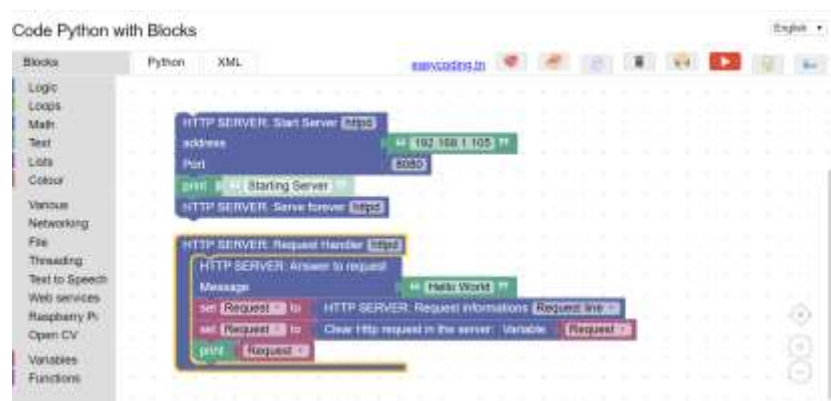 Code Python with Blocks
English
Blocks
Python XML
easycoding.tn
Logic
Loops
Math
Text
Lists
Colour
Various
Networking
File
Threading
Text to Speech
Web services
Raspberry Pi
Open CV
Variables
Functions
HTTP SERVER: Start Server httpd
address “ 192.168.1.105 ”
Port 8080
print “ Starting Server ”
HTTP SERVER: Serve forever httpd
HTTP SERVER: Request Handler httpd
HTTP SERVER: Answer to request
Message “ Hello World ”
set Request to HTTP SERVER: Request informations Request line
set Request to Clear Http request in the server: Variable Request
print Request